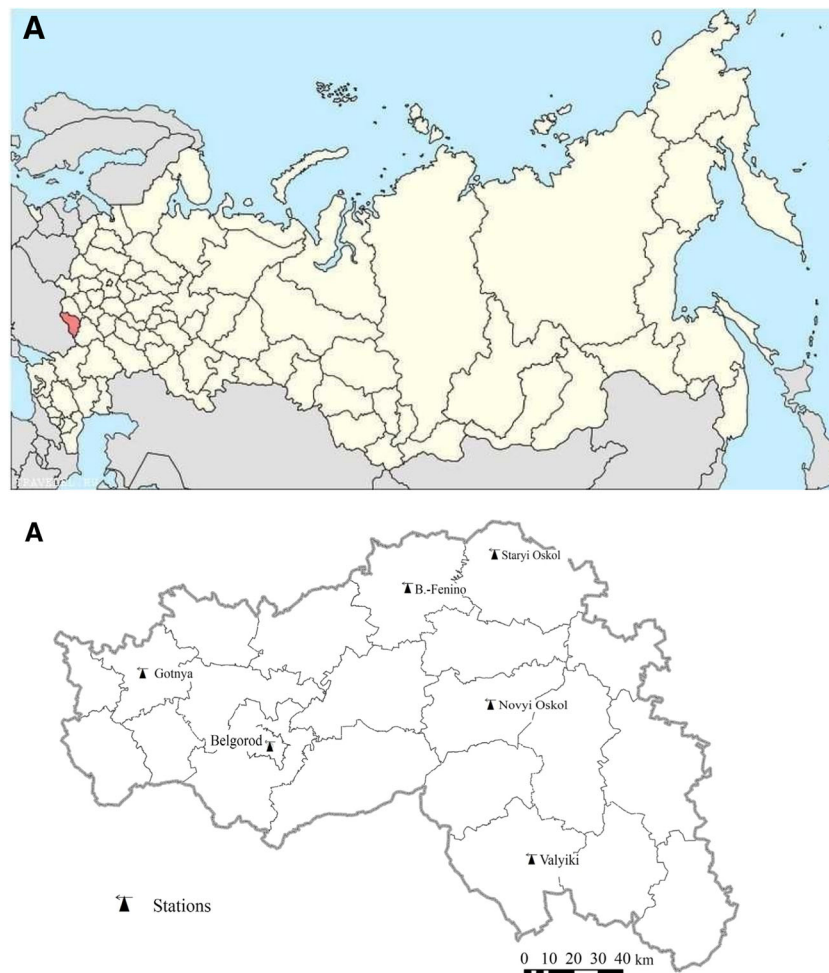 A
A
Staryi Oskol
B.-Fenino
Gotnya
Novyi Oskol
Belgorod
Valyiki
Stations
0 10 20 30 40 km